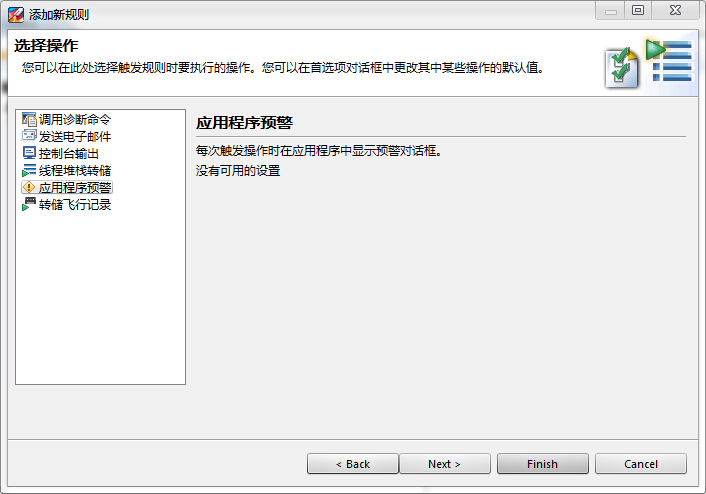 添加新规则
选择操作
您可以在此处选择触发规则时要执行的操作。您可以在首选项对话框中更改其中某些操作的默认值。
调用诊断命令
发送电子邮件
控制台输出
线程堆栈转储
应用程序预警
转储飞行记录
应用程序预警
每次触发操作时在应用程序中显示预警对话框。
没有可用的设置
< Back
Next >
Finish
Cancel